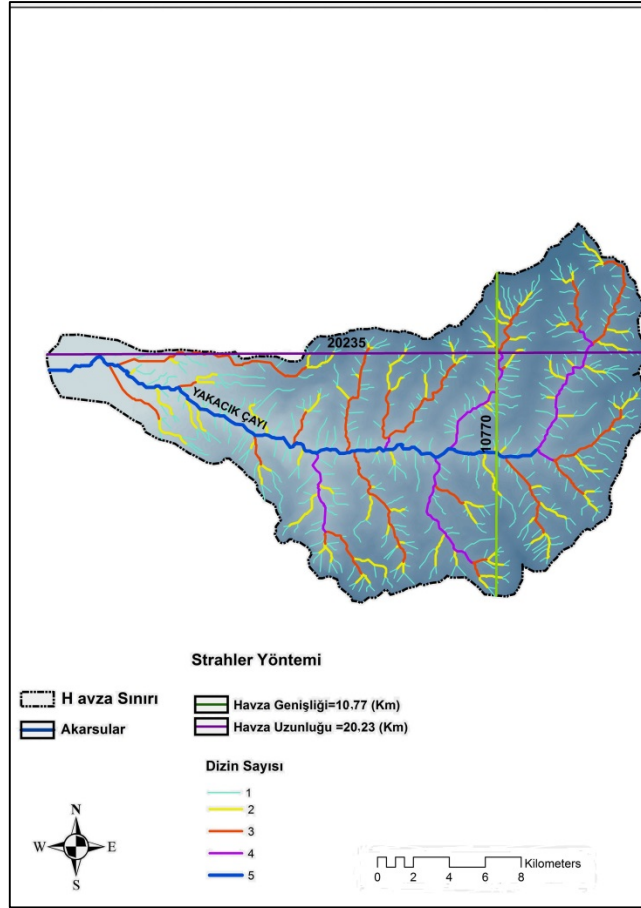 20235
YAKACIK ÇAYI
10770
Strahler Yöntemi
H avza Sınırı
Akarsular
Havza Genişliği=10.77 (Km)
Havza Uzunluğu =20.23 (Km)
Dizin Sayısı
1
2
3
4
5
N
W E
S
Kilometers
0 2 4 6 8